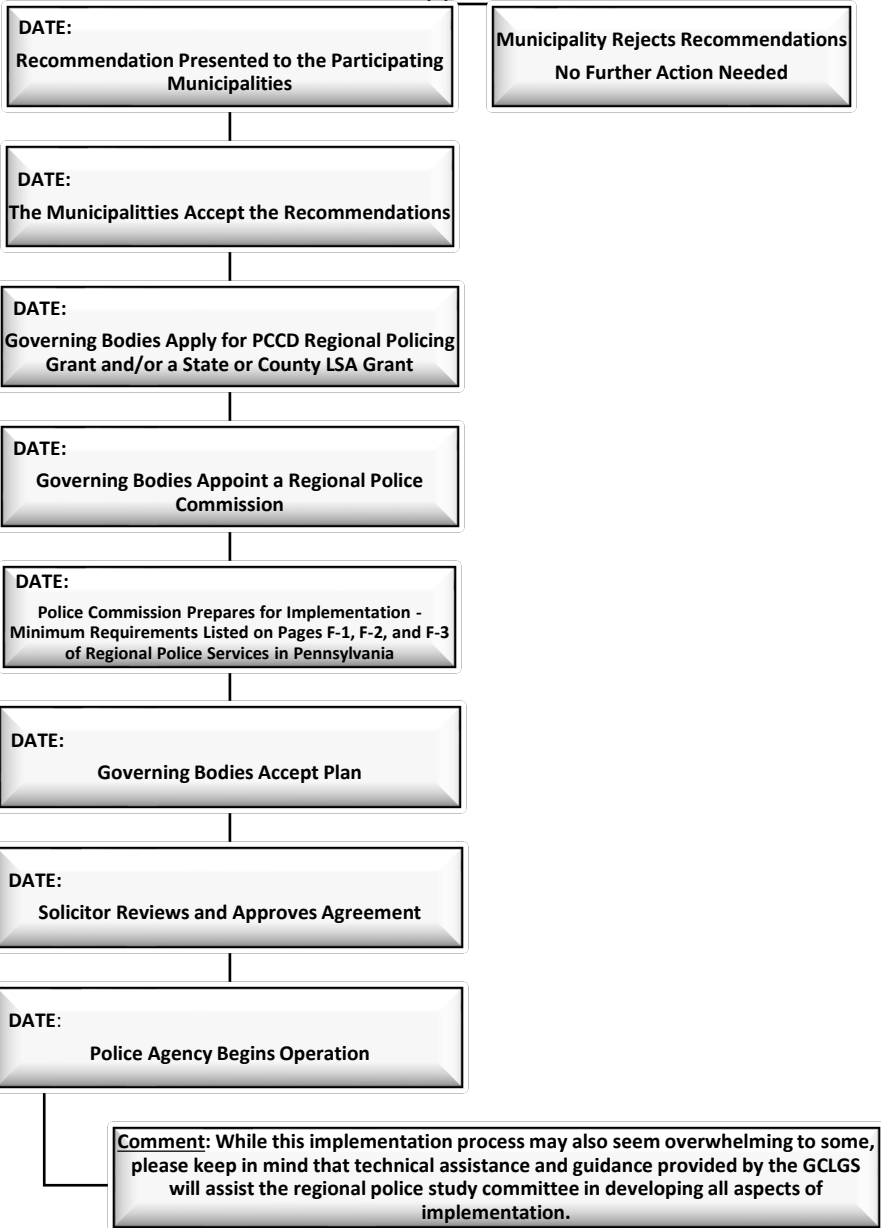 DATE:
Recommendation Presented to the Participating
Municipalities
Municipality Rejects Recommendations
No Further Action Needed
DATE:
The Municipalitties Accept the Recommendations
DATE:
Governing Bodies Apply for PCCD Regional Policing
Grant and/or a State or County LSA Grant
DATE:
Governing Bodies Appoint a Regional Police
Commission
DATE:
Police Commission Prepares for Implementation -
Minimum Requirements Listed on Pages F-1, F-2, and F-3
of Regional Police Services in Pennsylvania
DATE:
Governing Bodies Accept Plan
DATE:
Solicitor Reviews and Approves Agreement
DATE:
Police Agency Begins Operation
Comment: While this implementation process may also seem overwhelming to some,
please keep in mind that technical assistance and guidance provided by the GCLGS
will assist the regional police study committee in developing all aspects of
implementation.